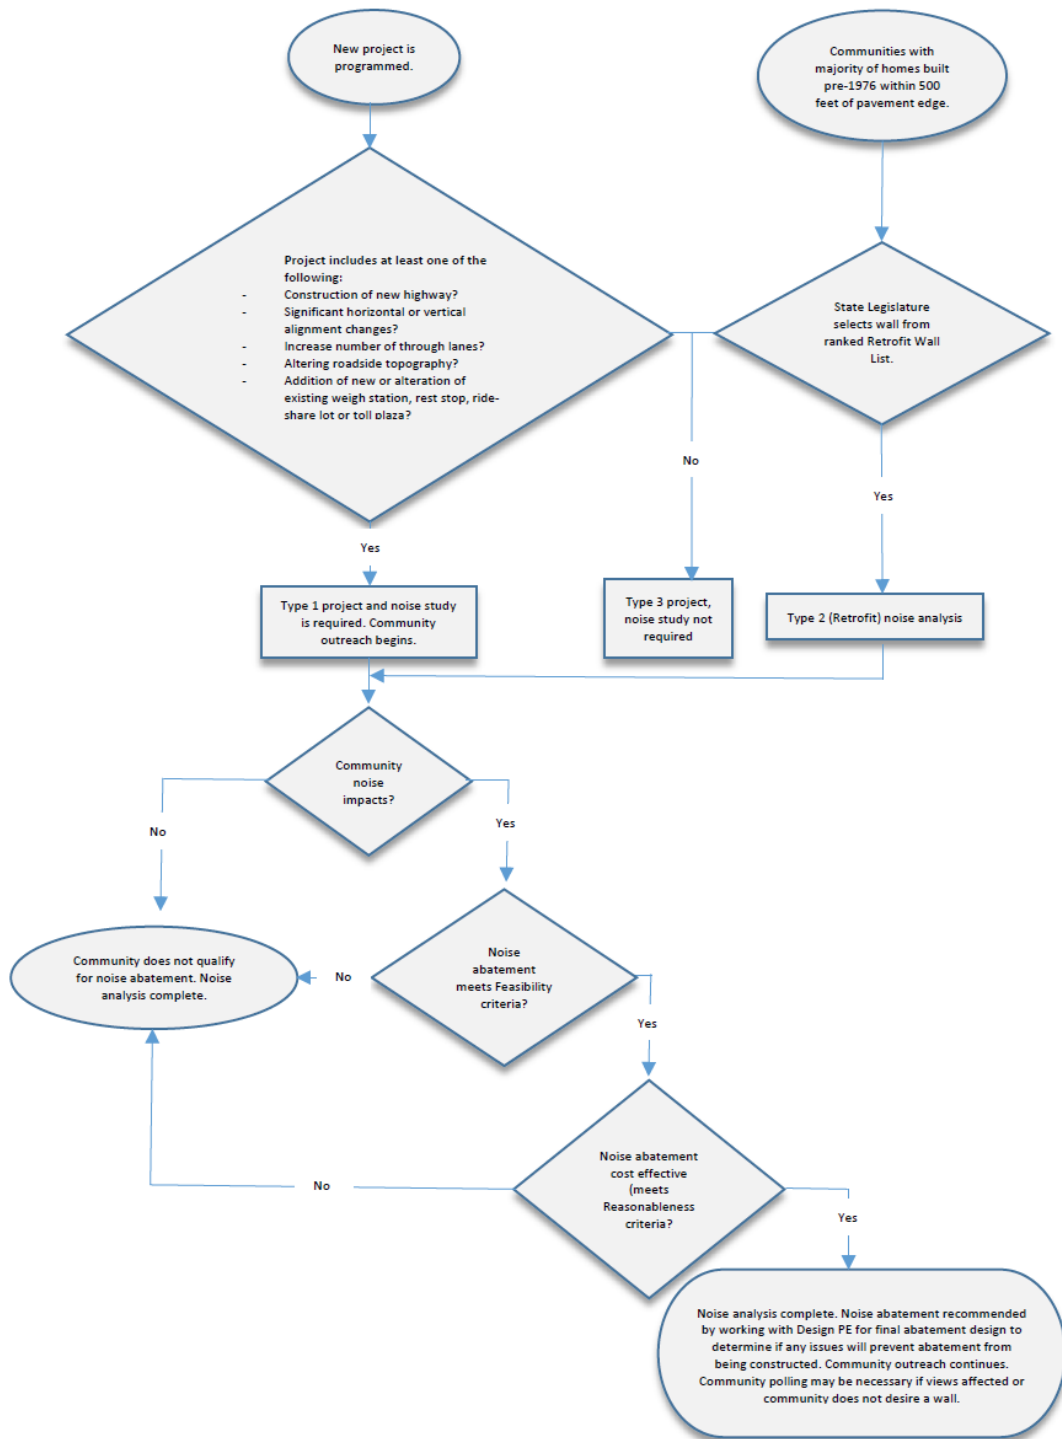 New project is
programmed.
Communities with
majority of homes built
pre-1976 within 500
feet of pavement edge.
Project includes at least one of the
following:
- Construction of new highway?
- Significant horizontal or vertical
alignment changes?
- Increase number of through lanes?
- Altering roadside topography?
- Addition of new or alteration of
existing weigh station, rest stop, ride-
share lot or toll plaza?
State Legislature
selects wall from
ranked Retrofit Wall
List.
No
Yes
Yes
Type 1 project and noise study
is required. Community
outreach begins.
Type 3 project,
noise study not
required
Type 2 (Retrofit) noise analysis
Community
noise
impacts?
No
Yes
Community does not qualify
for noise abatement. Noise
analysis complete.
No
Noise
abatement
meets Feasibility
criteria?
Yes
Noise abatement
cost effective
(meets
Reasonableness
criteria?
No
Yes
Noise analysis complete. Noise abatement recommended
by working with Design PE for final abatement design to
determine if any issues will prevent abatement from
being constructed. Community outreach continues.
Community polling may be necessary if views affected or
community does not desire a wall.